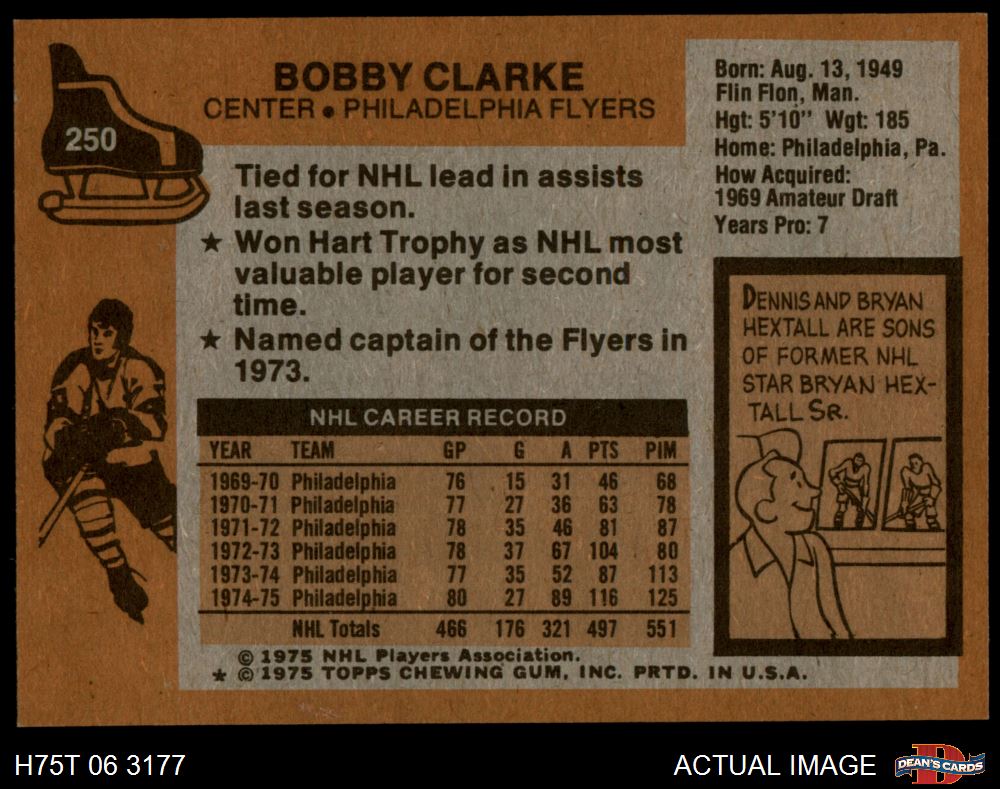 250
BOBBY CLARKE
CENTER • PHILADELPHIA FLYERS
Born: Aug. 13, 1949
Flin Flon, Man.
Hgt: 5'10" Wgt: 185
Home: Philadelphia, Pa.
How Acquired:
1969 Amateur Draft
Years Pro: 7
Tied for NHL lead in assists
last season.
★ Won Hart Trophy as NHL most
valuable player for second
time.
★ Named captain of the Flyers in
1973.
DENNIS AND BRYAN
HEXTALL ARE SONS
OF FORMER NHL
STAR BRYAN HEX-
TALL SR.
NHL CAREER RECORD
YEAR TEAM GP G A PTS PIM
1969-70 Philadelphia 76 15 31 46 68
1970-71 Philadelphia 77 27 36 63 78
1971-72 Philadelphia 78 35 46 81 87
1972-73 Philadelphia 78 37 67 104 80
1973-74 Philadelphia 77 35 52 87 113
1974-75 Philadelphia 80 27 89 116 125
NHL Totals 466 176 321 497 551
© 1975 NHL Players Association.
★ © 1975 TOPPS CHEWING GUM, INC. PRTD. IN U.S.A.
H75T 06 3177
ACTUAL IMAGE
DEAN'S CARDS